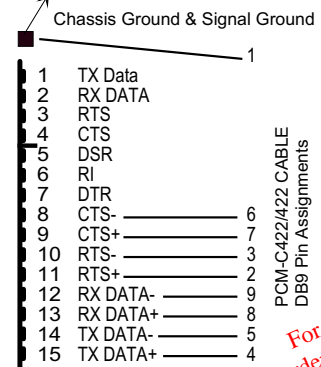 Chassis Ground & Signal Ground
1
1 TX Data
2 RX DATA
3 RTS
4 CTS
5 DSR
6 RI
7 DTR
8 CTS- 6
9 CTS+ 7
10 RTS- 3
11 RTS+ 2
12 RX DATA- 9
13 RX DATA+ 8
14 TX DATA- 5
15 TX DATA+ 4
PCM-C422/422 CABLE
DB9 Pin Assignments
For